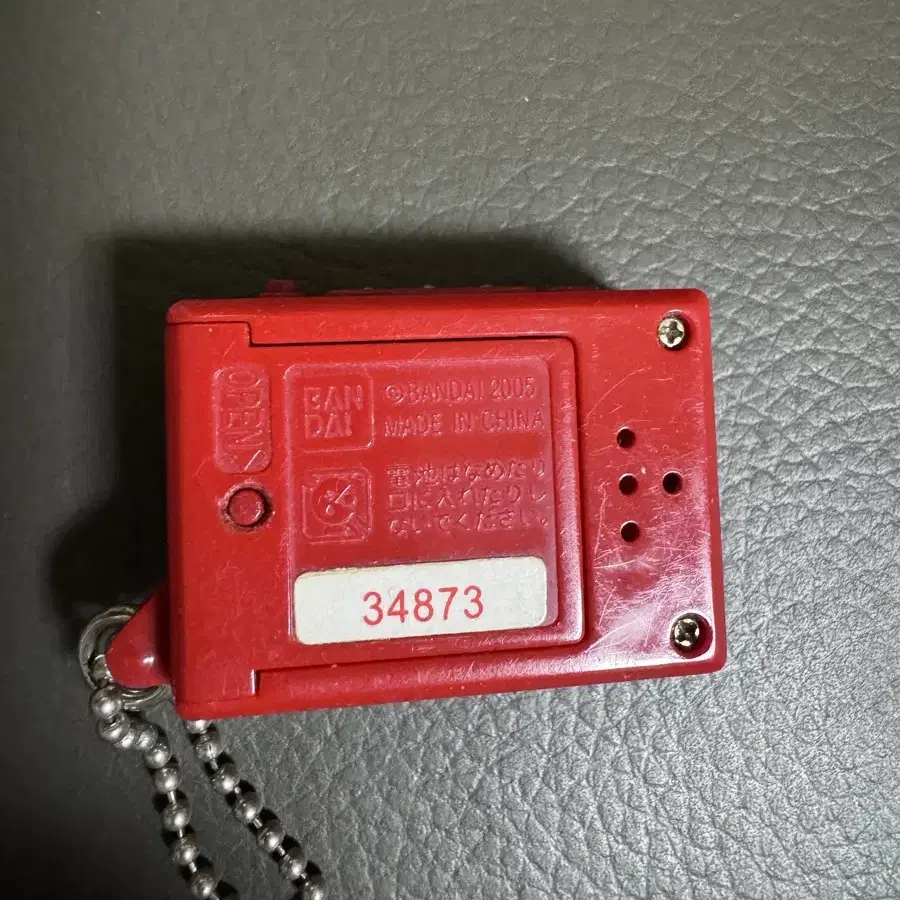 OPEN
BAN
DAI
©BANDAI 2005
MADE IN CHINA
電池はなめたり
口に入れたりし
ないでください。
34873